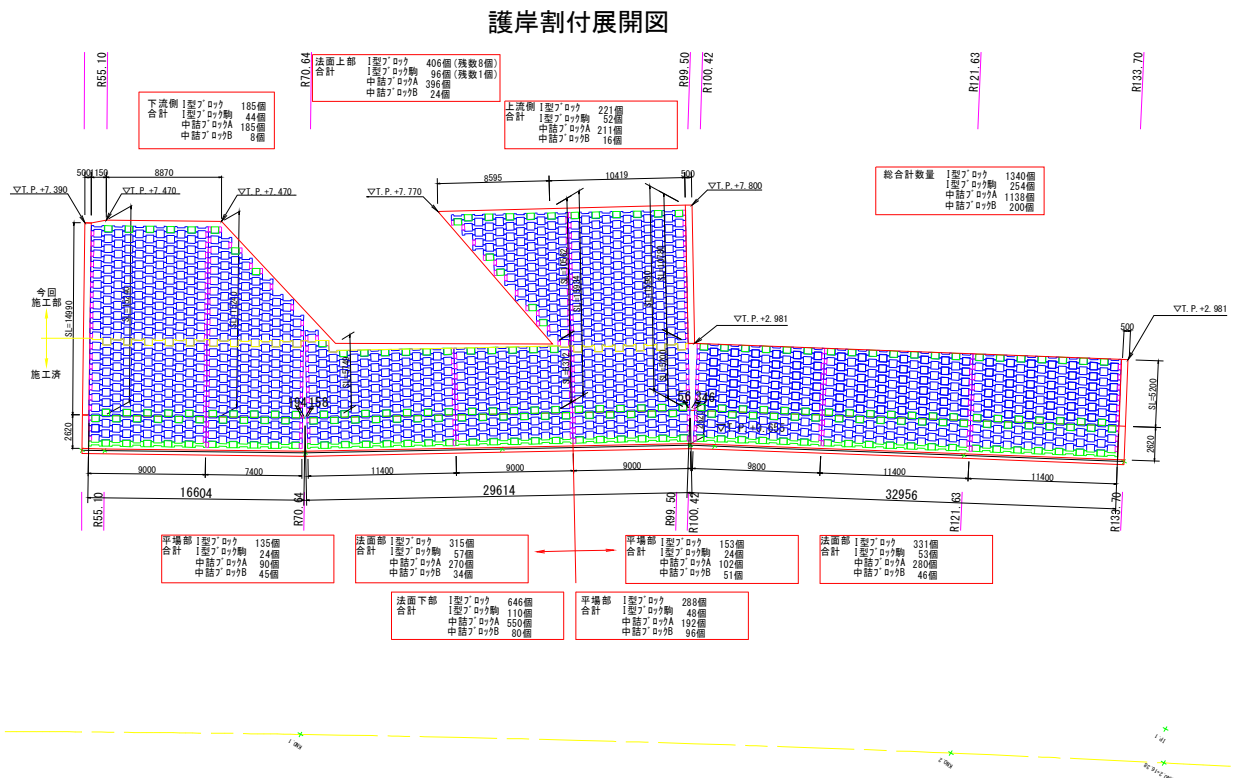 護岸割付展開図
R55.10
R70.64
R99.50
R100.42
R121.63
R133.70
法面上部 I型ブロック 406個(残数8個)
合計 I型ブロック駒 96個(残数1個)
中詰ブロックA 396個
中詰ブロックB 24個
下流側 I型ブロック 185個
合計 I型ブロック駒 44個
中詰ブロックA 185個
中詰ブロックB 8個
上流側 I型ブロック 221個
合計 I型ブロック駒 52個
中詰ブロックA 211個
中詰ブロックB 16個
総合計数量 I型ブロック 1340個
I型ブロック駒 254個
中詰ブロックA 1138個
中詰ブロックB 200個
500 1150 8870
8595 10419 500
▽T.P.+7.390
▽T.P.+7.470
▽T.P.+7.470
▽T.P.+7.770
▽T.P.+7.800
▽T.P.+2.981
▽T.P.+2.981
500
今回
施工部
施工済
SL=14990
2620
SL=5200
2620
9000 7400 11400 9000 9000 9800 11400 11400
16604 29614 32956
R55.10
R70.64
R99.50
R100.42
R121.63
R133.70
平場部 I型ブロック 135個
合計 I型ブロック駒 24個
中詰ブロックA 90個
中詰ブロックB 45個
法面部 I型ブロック 315個
合計 I型ブロック駒 57個
中詰ブロックA 270個
中詰ブロックB 34個
平場部 I型ブロック 153個
合計 I型ブロック駒 24個
中詰ブロックA 102個
中詰ブロックB 51個
法面部 I型ブロック 331個
合計 I型ブロック駒 53個
中詰ブロックA 280個
中詰ブロックB 46個
法面下部 I型ブロック 646個
合計 I型ブロック駒 110個
中詰ブロックA 550個
中詰ブロックB 80個
平場部 I型ブロック 288個
合計 I型ブロック駒 48個
中詰ブロックA 192個
中詰ブロックB 96個
KNO.1
KNO.2
IP.1